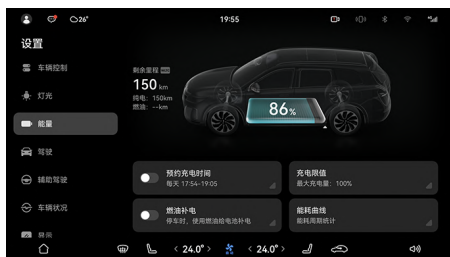 26°
19:55
设置
车辆控制
灯光
能量
驾驶
辅助驾驶
车辆状况
剩余里程
150 km
纯电: 150km
燃油: --km
86%
预约充电时间
每天 17:54-19:05
充电限值
最大充电量: 100%
燃油补电
停车时、使用燃油给电池补电
能耗曲线
能耗周期统计
< 24.0° >
< 24.0° >